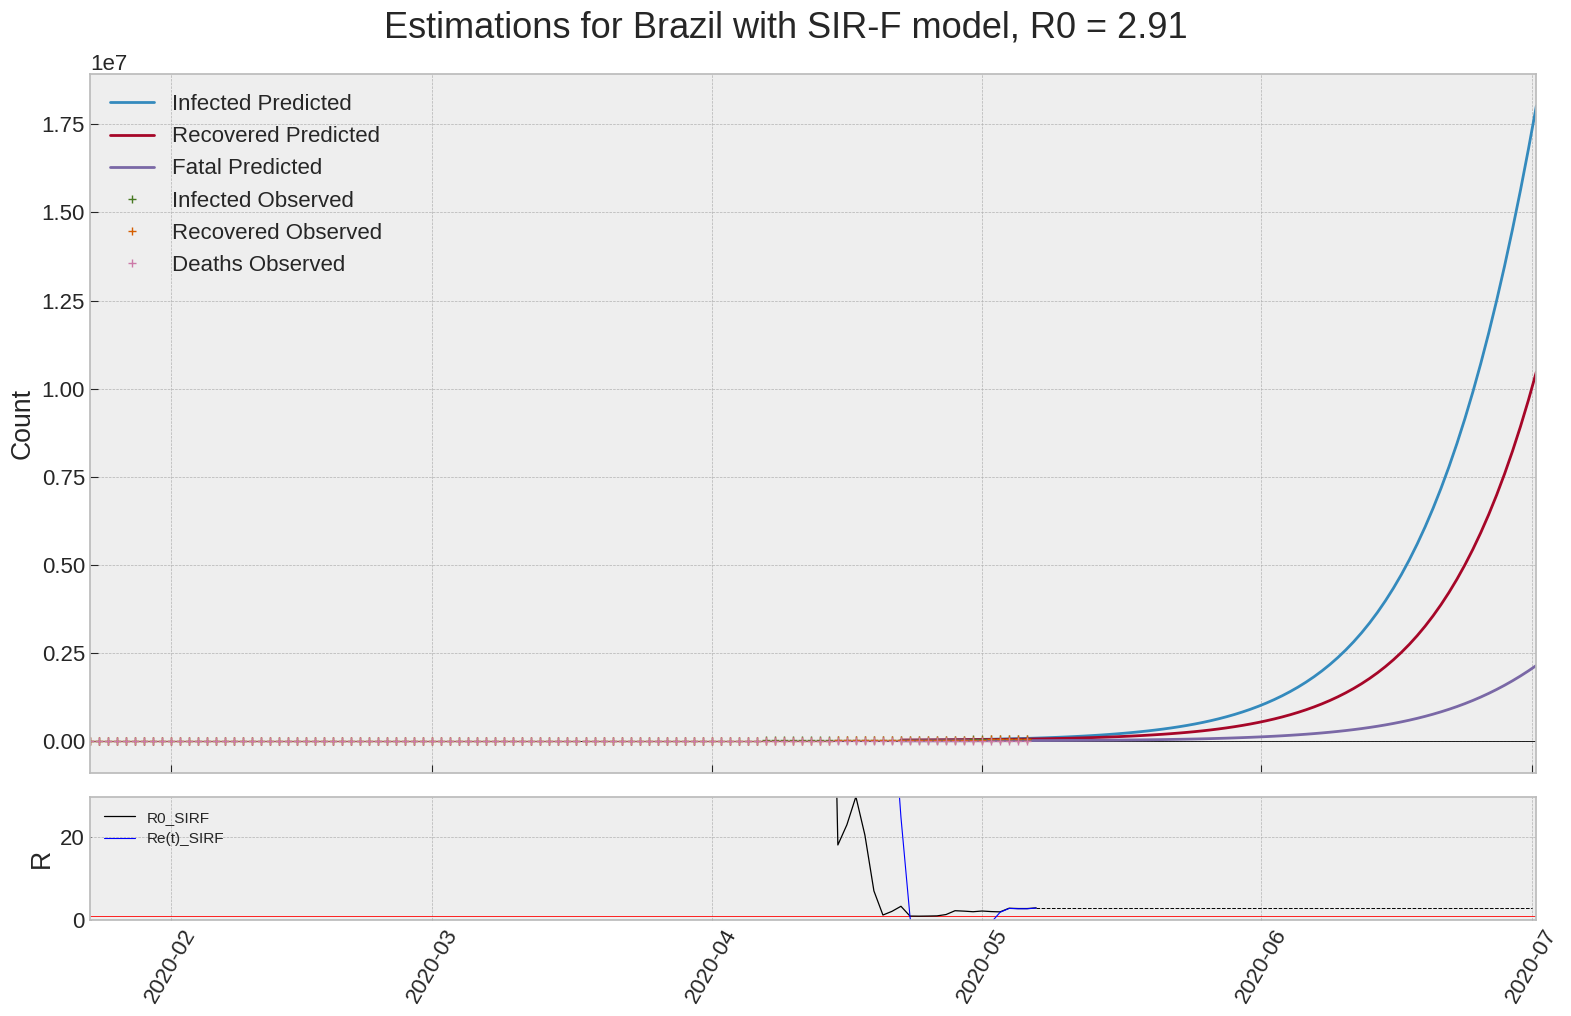 Estimations for Brazil with SIR-F model, R0 = 2.91
1e7
Infected Predicted
Recovered Predicted
Fatal Predicted
Infected Observed
Recovered Observed
Deaths Observed
1.75
1.50
1.25
1.00
0.75
0.50
0.25
0.00
Count
R0_SIRF
Re(t)_SIRF
20
0
R
2020-02
2020-03
2020-04
2020-05
2020-06
2020-07